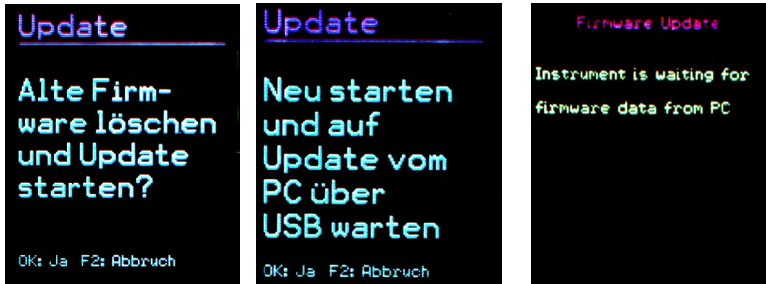 Update
Alte Firm-
ware löschen
und Update
starten?
OK: Ja F2: Abbruch
Update
Neu starten
und auf
Update vom
PC über
USB warten
OK: Ja F2: Abbruch
Firmware Update
Instrument is waiting for
firmware data from PC